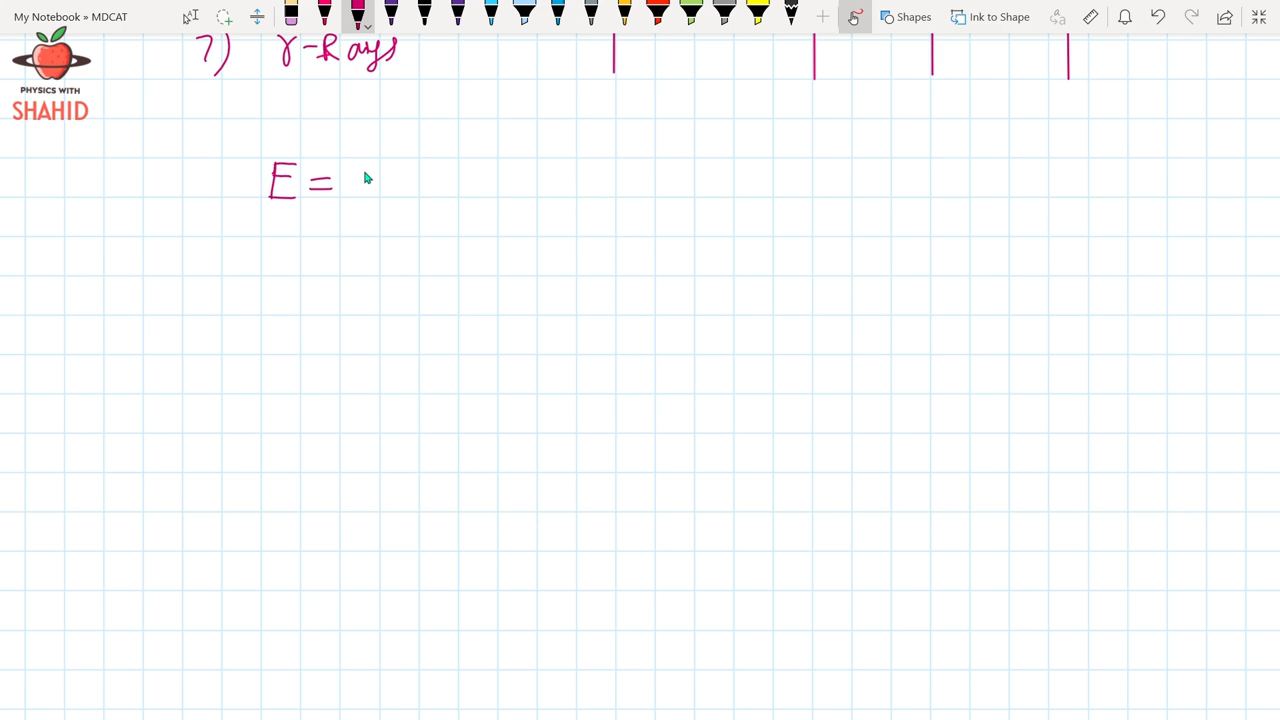 My Notebook » MDCAT
Shapes
Ink to Shape
PHYSICS WITH
SHAHID
7) γ-Rays
E =